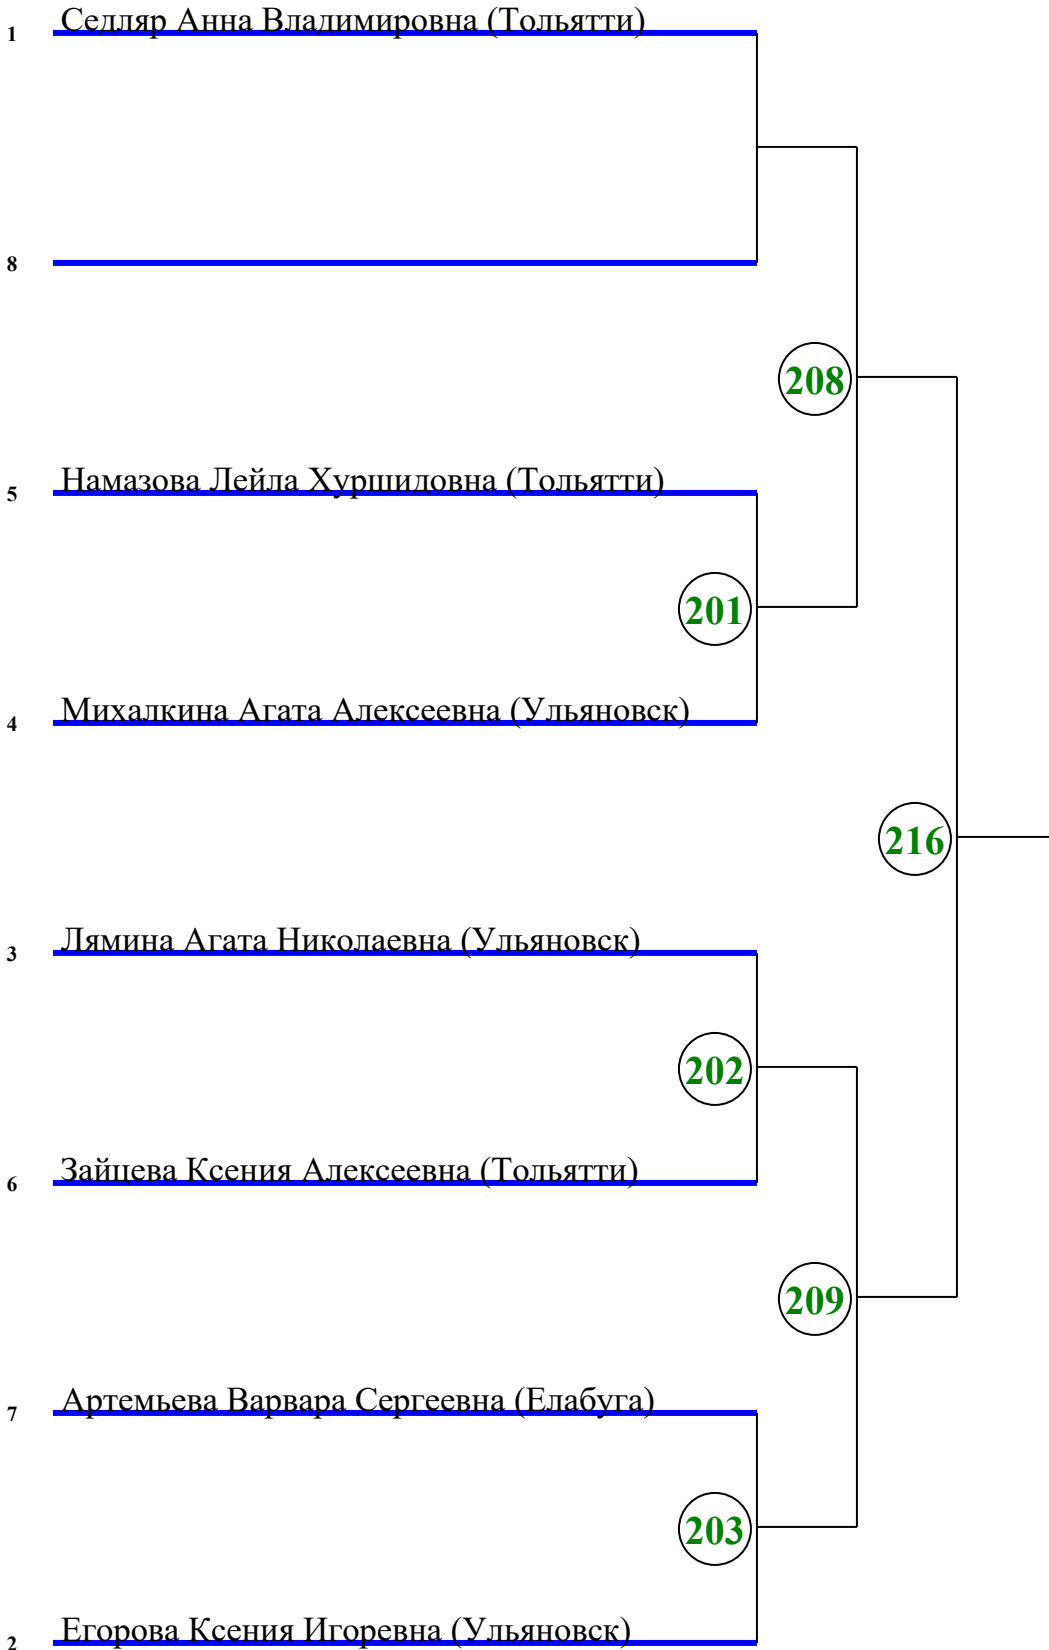 1 Седляр Анна Владимировна (Тольятти)
8
208
5 Намазова Лейла Хуршидовна (Тольятти)
201
4 Михалкина Агата Алексеевна (Ульяновск)
216
3 Лямина Агата Николаевна (Ульяновск)
202
6 Зайцева Ксения Алексеевна (Тольятти)
209
7 Артемьева Варвара Сергеевна (Елабуга)
203
2 Егорова Ксения Игоревна (Ульяновск)